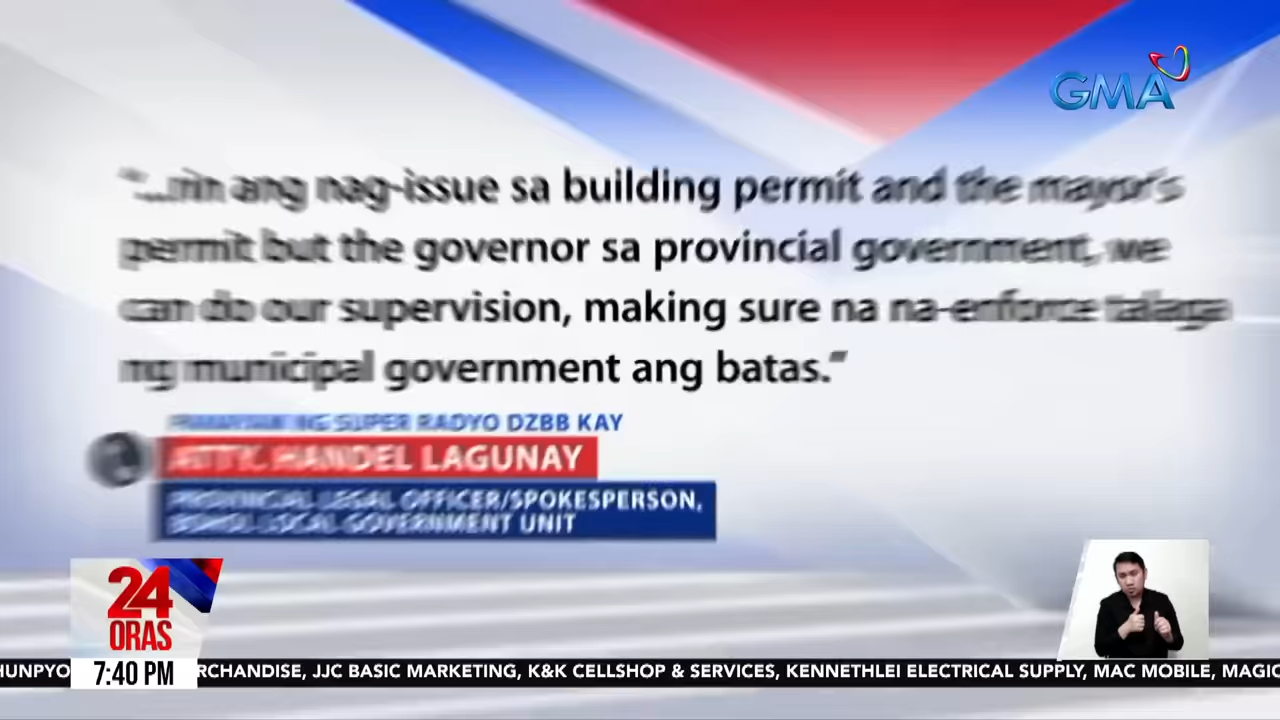 GMA
"...rin ang nag-issue sa building permit and the mayor's
permit but the governor sa provincial government, we
can do our supervision, making sure na na-enforce talaga
ng municipal government ang batas."
PANAYAM NG SUPER RADYO DZBB KAY
ATTY. HANDEL LAGUNAY
PROVINCIAL LEGAL OFFICER/SPOKESPERSON,
BOHOL LOCAL GOVERNMENT UNIT
24
ORAS
7:40 PM
HUNPYO RCHANDISE, JJC BASIC MARKETING, K&K CELLSHOP & SERVICES, KENNETHLEI ELECTRICAL SUPPLY, MAC MOBILE, MAGIC